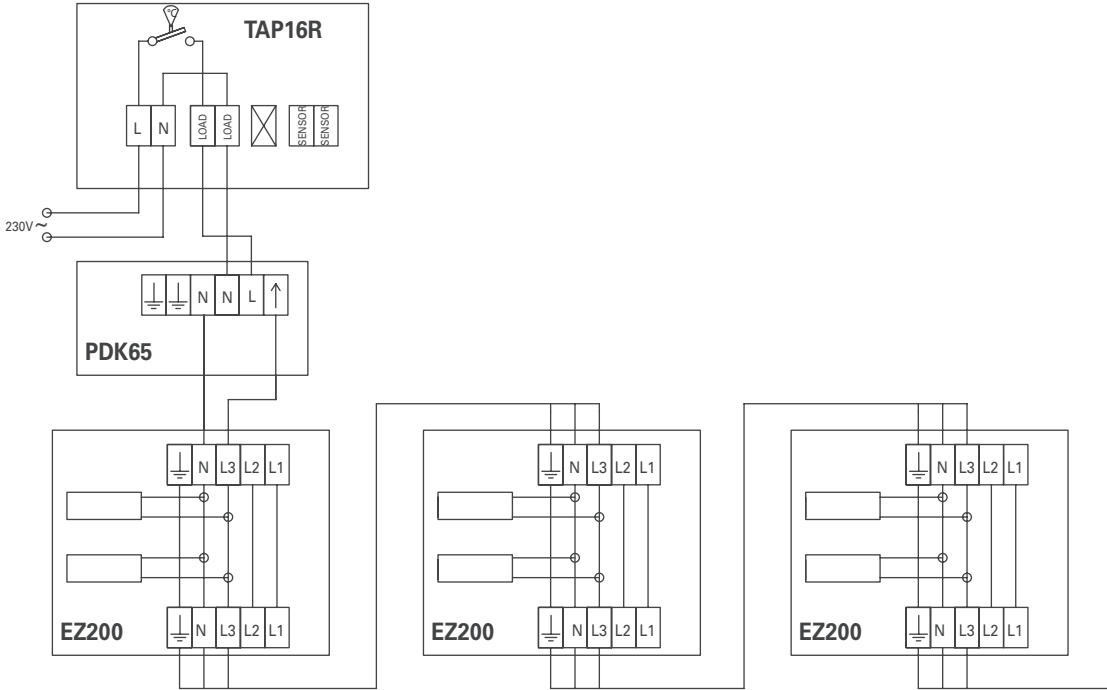 °C
TAP16R
L N LOAD LOAD SENSOR SENSOR
230V~
N N L ↑
PDK65
N L3 L2 L1
N L3 L2 L1
N L3 L2 L1
EZ200 N L3 L2 L1
EZ200 N L3 L2 L1
EZ200 N L3 L2 L1